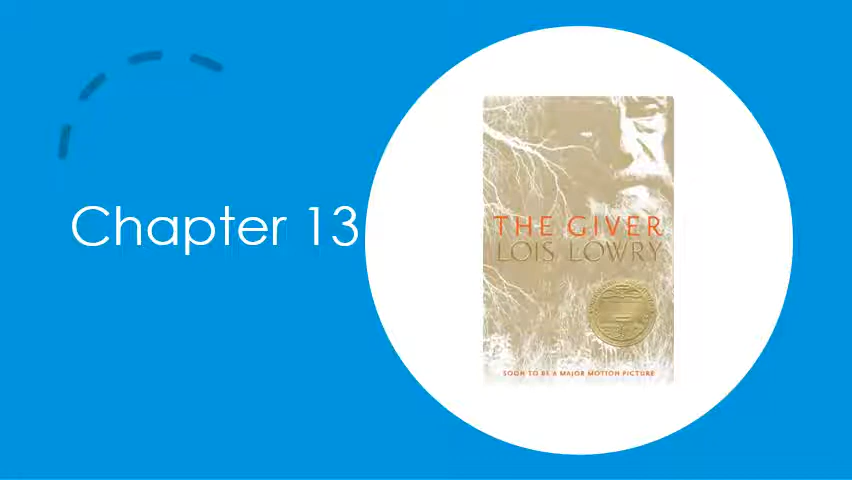 Chapter 13
THE GIVER
LOIS LOWRY
SOON TO BE A MAJOR MOTION PICTURE